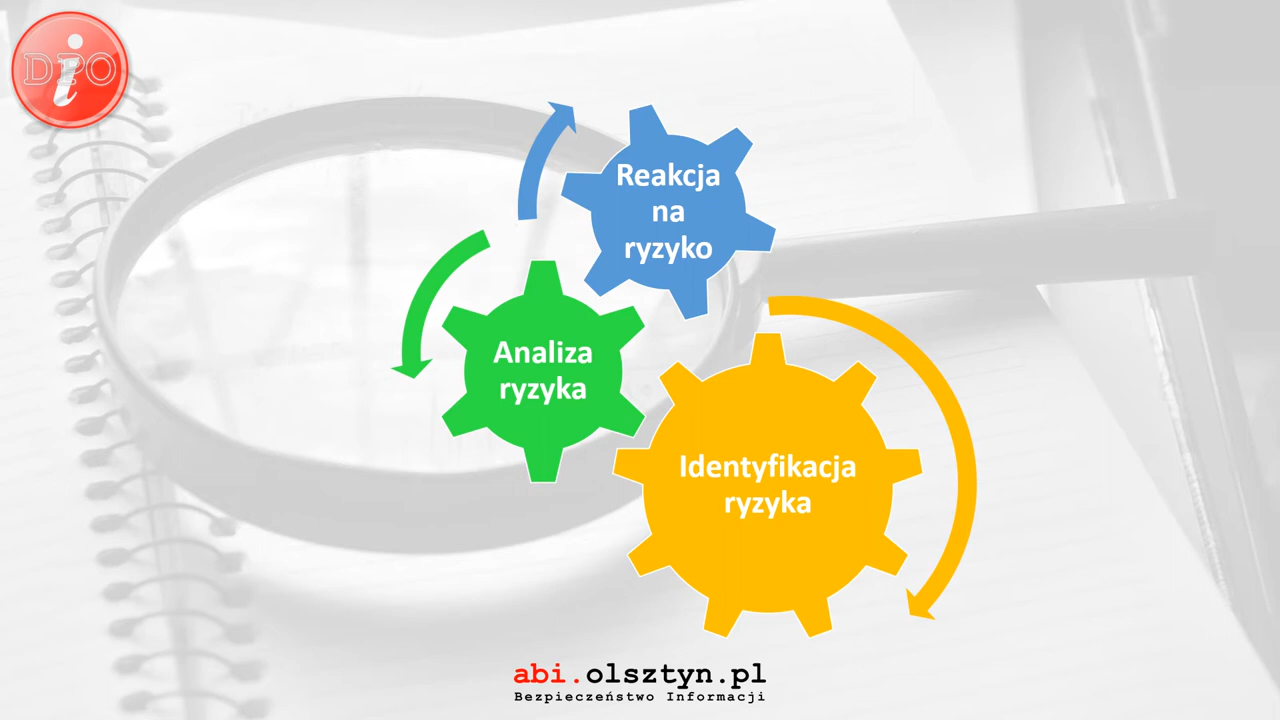 DPO
i
Reakcja
na
ryzyko
Analiza
ryzyka
Identyfikacja
ryzyka
abi.olsztyn.pl
Bezpieczeństwo Informacji